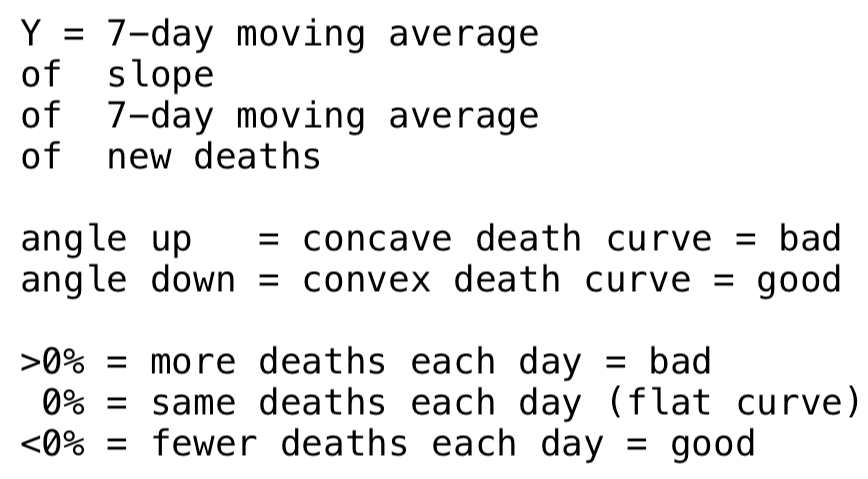 Y = 7-day moving average
of  slope
of  7-day moving average
of  new deaths

angle up   = concave death curve = bad
angle down = convex death curve = good

>0% = more deaths each day = bad
 0% = same deaths each day (flat curve)
<0% = fewer deaths each day = good